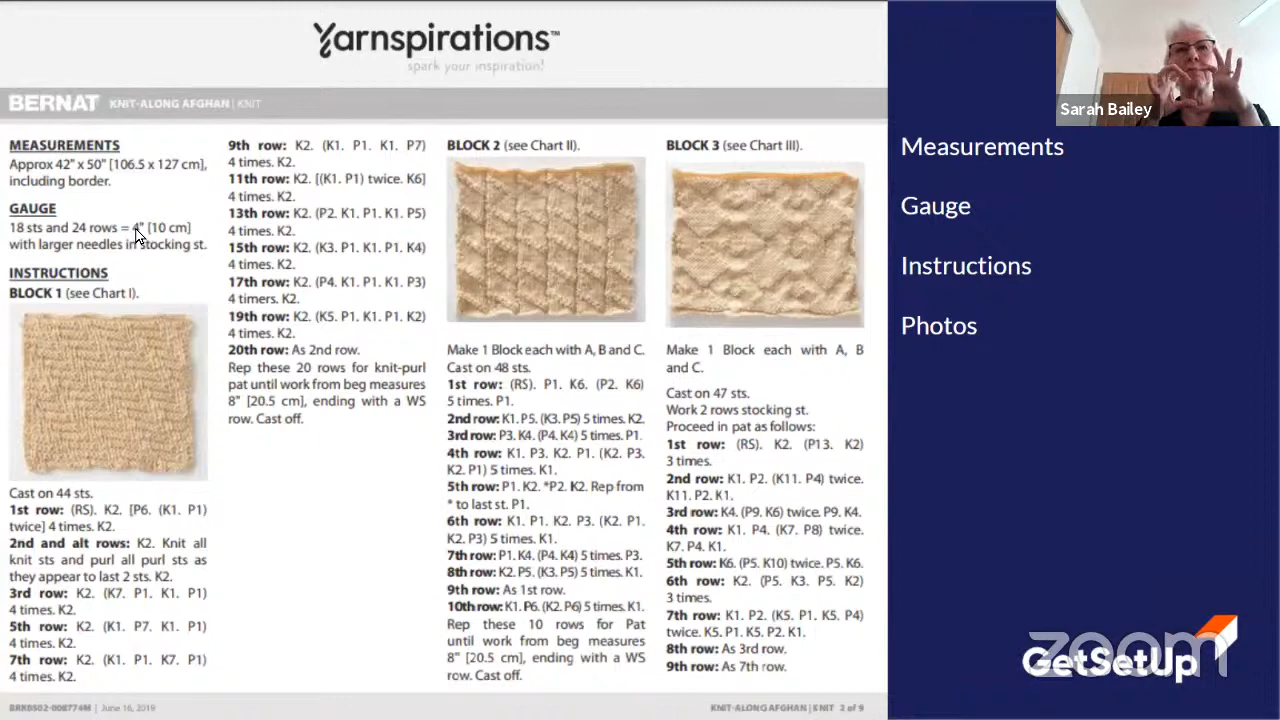 Yarnspirations™
spark your inspiration!
BERNAT KNIT-ALONG AFGHAN | KNIT
MEASUREMENTS
Approx 42" x 50" [106.5 x 127 cm],
including border.
GAUGE
18 sts and 24 rows = 4" [10 cm]
with larger needles in stocking st.
INSTRUCTIONS
BLOCK 1 (see Chart I).
Cast on 44 sts.
1st row: (RS). K2. [P6. (K1. P1)
twice] 4 times. K2.
2nd and alt rows: K2. Knit all
knit sts and purl all purl sts as
they appear to last 2 sts. K2.
3rd row: K2. (K7. P1. K1. P1)
4 times. K2.
5th row: K2. (K1. P7. K1. P1)
4 times. K2.
7th row: K2. (K1. P1. K7. P1)
4 times. K2.
9th row: K2. (K1. P1. K1. P7)
4 times. K2.
11th row: K2. [(K1. P1) twice. K6]
4 times. K2.
13th row: K2. (P2. K1. P1. K1. P5)
4 times. K2.
15th row: K2. (K3. P1. K1. P1. K4)
4 times. K2.
17th row: K2. (P4. K1. P1. K1. P3)
4 timers. K2.
19th row: K2. (K5. P1. K1. P1. K2)
4 times. K2.
20th row: As 2nd row.
Rep these 20 rows for knit-purl
pat until work from beg measures
8" [20.5 cm], ending with a WS
row. Cast off.
BLOCK 2 (see Chart II).
Make 1 Block each with A, B and C.
Cast on 48 sts.
1st row: (RS). P1. K6. (P2. K6)
5 times. P1.
2nd row: K1. P5. (K3. P5) 5 times. K2.
3rd row: P3. K4. (P4. K4) 5 times. P1.
4th row: K1. P3. K2. P1. (K2. P3.
K2. P1) 5 times. K1.
5th row: P1. K2. *P2. K2. Rep from
* to last st. P1.
6th row: K1. P1. K2. P3. (K2. P1.
K2. P3) 5 times. K1.
7th row: P1. K4. (P4. K4) 5 times. P3.
8th row: K2. P5. (K3. P5) 5 times. K1.
9th row: As 1st row.
10th row: K1. P6. (K2. P6) 5 times. K1.
Rep these 10 rows for Pat
until work from beg measures
8" [20.5 cm], ending with a WS
row. Cast off.
BLOCK 3 (see Chart III).
Make 1 Block each with A, B
and C.
Cast on 47 sts.
Work 2 rows stocking st.
Proceed in pat as follows:
1st row: (RS). K2. (P13. K2)
3 times.
2nd row: K1. P2. (K11. P4) twice.
K11. P2. K1.
3rd row: K4. (P9. K6) twice. P9. K4.
4th row: K1. P4. (K7. P8) twice.
K7. P4. K1.
5th row: K6. (P5. K10) twice. P5. K6.
6th row: K2. (P5. K3. P5. K2)
3 times.
7th row: K1. P2. (K5. P1. K5. P4)
twice. K5. P1. K5. P2. K1.
8th row: As 3rd row.
9th row: As 7th row.
BRK0502-008774M | June 16, 2019
KNIT-ALONG AFGHAN | KNIT 2 of 9
Sarah Bailey
Measurements
Gauge
Instructions
Photos
zoom
GetSetUp